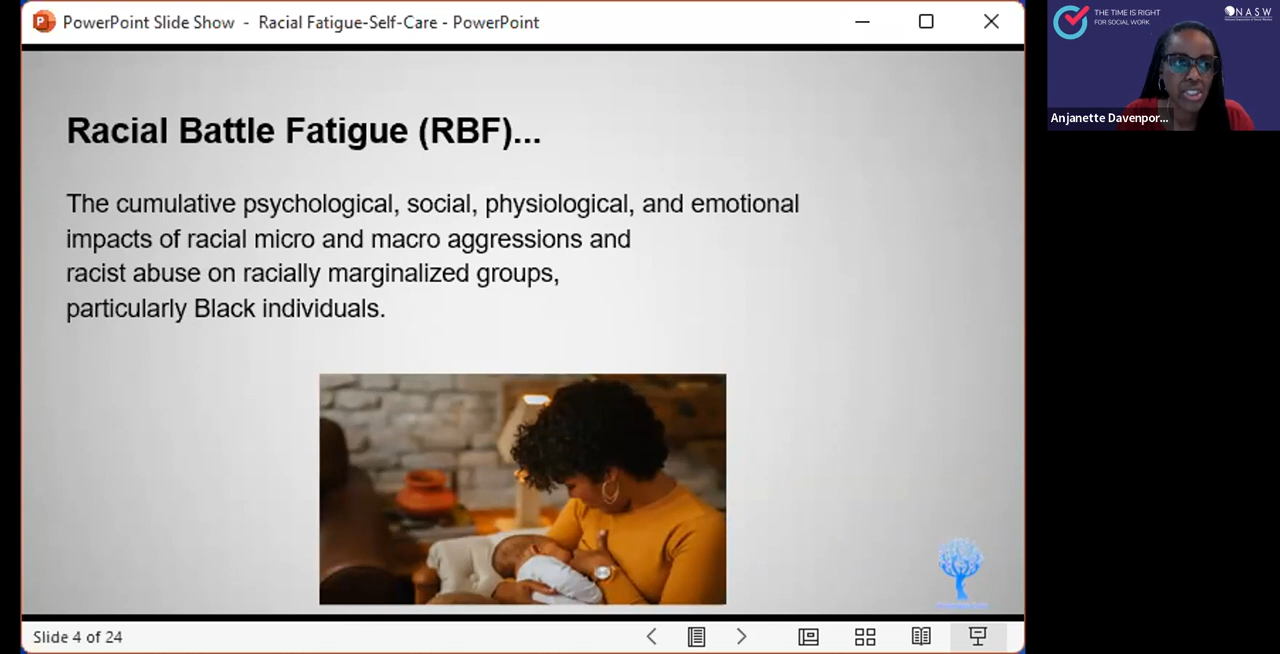 PowerPoint Slide Show - Racial Fatigue-Self-Care - PowerPoint
THE TIME IS RIGHT
FOR SOCIAL WORK
NASW
Anjanette Davenpor...
Racial Battle Fatigue (RBF)...
The cumulative psychological, social, physiological, and emotional
impacts of racial micro and macro aggressions and
racist abuse on racially marginalized groups,
particularly Black individuals.
Slide 4 of 24